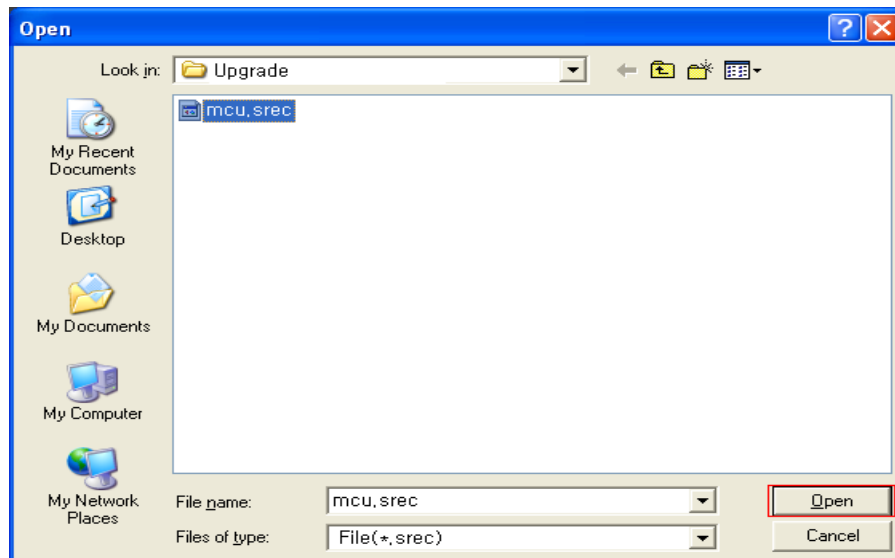 Open
Look in:
Upgrade
mcu.srec
My Recent
Documents
Desktop
My Documents
My Computer
My Network
Places
File name:
mcu.srec
Open
Files of type:
File(*.srec)
Cancel